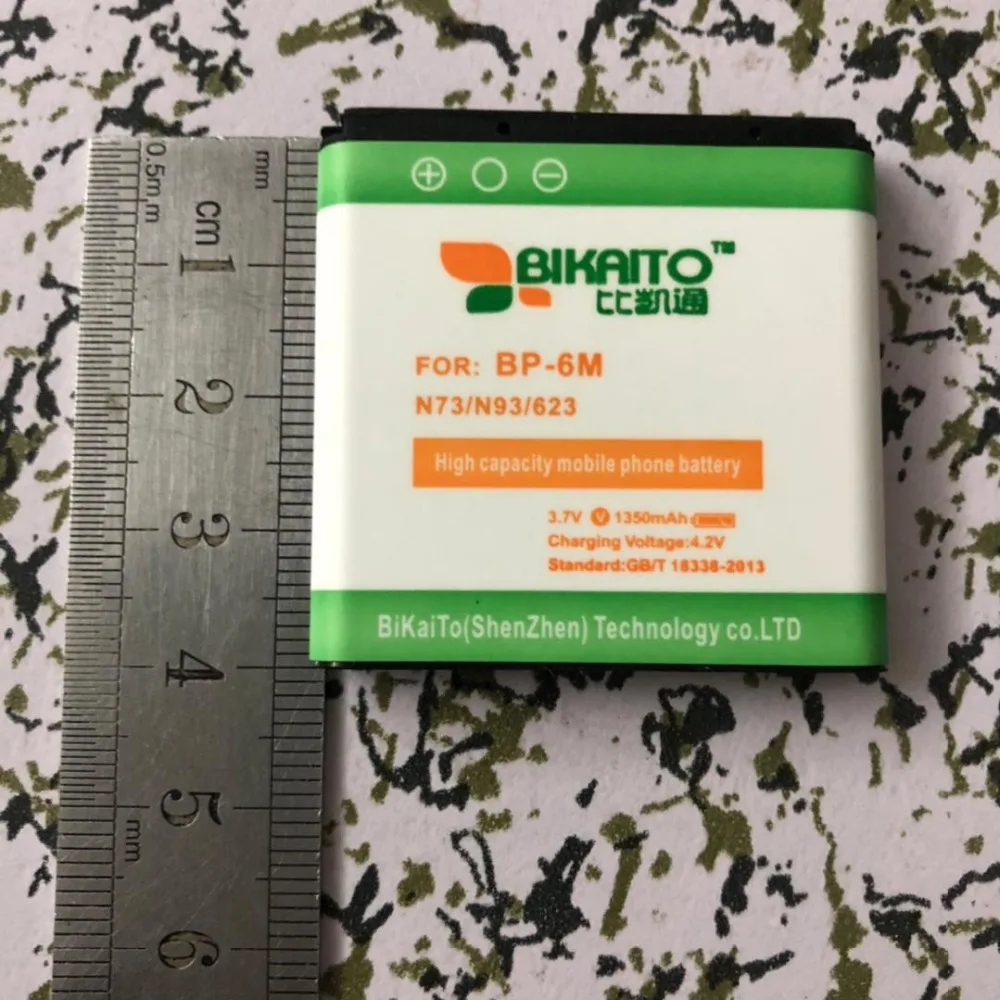 0.5m,m
mm
cm
1
2
3
4
5
mm
6
BIKAITO™
比凯通
FOR: BP-6M
N73/N93/623
High capacity mobile phone battery
3.7V V 1350mAh
Charging Voltage:4.2V
Standard:GB/T 18338-2013
BiKaiTo(ShenZhen) Technology co.LTD